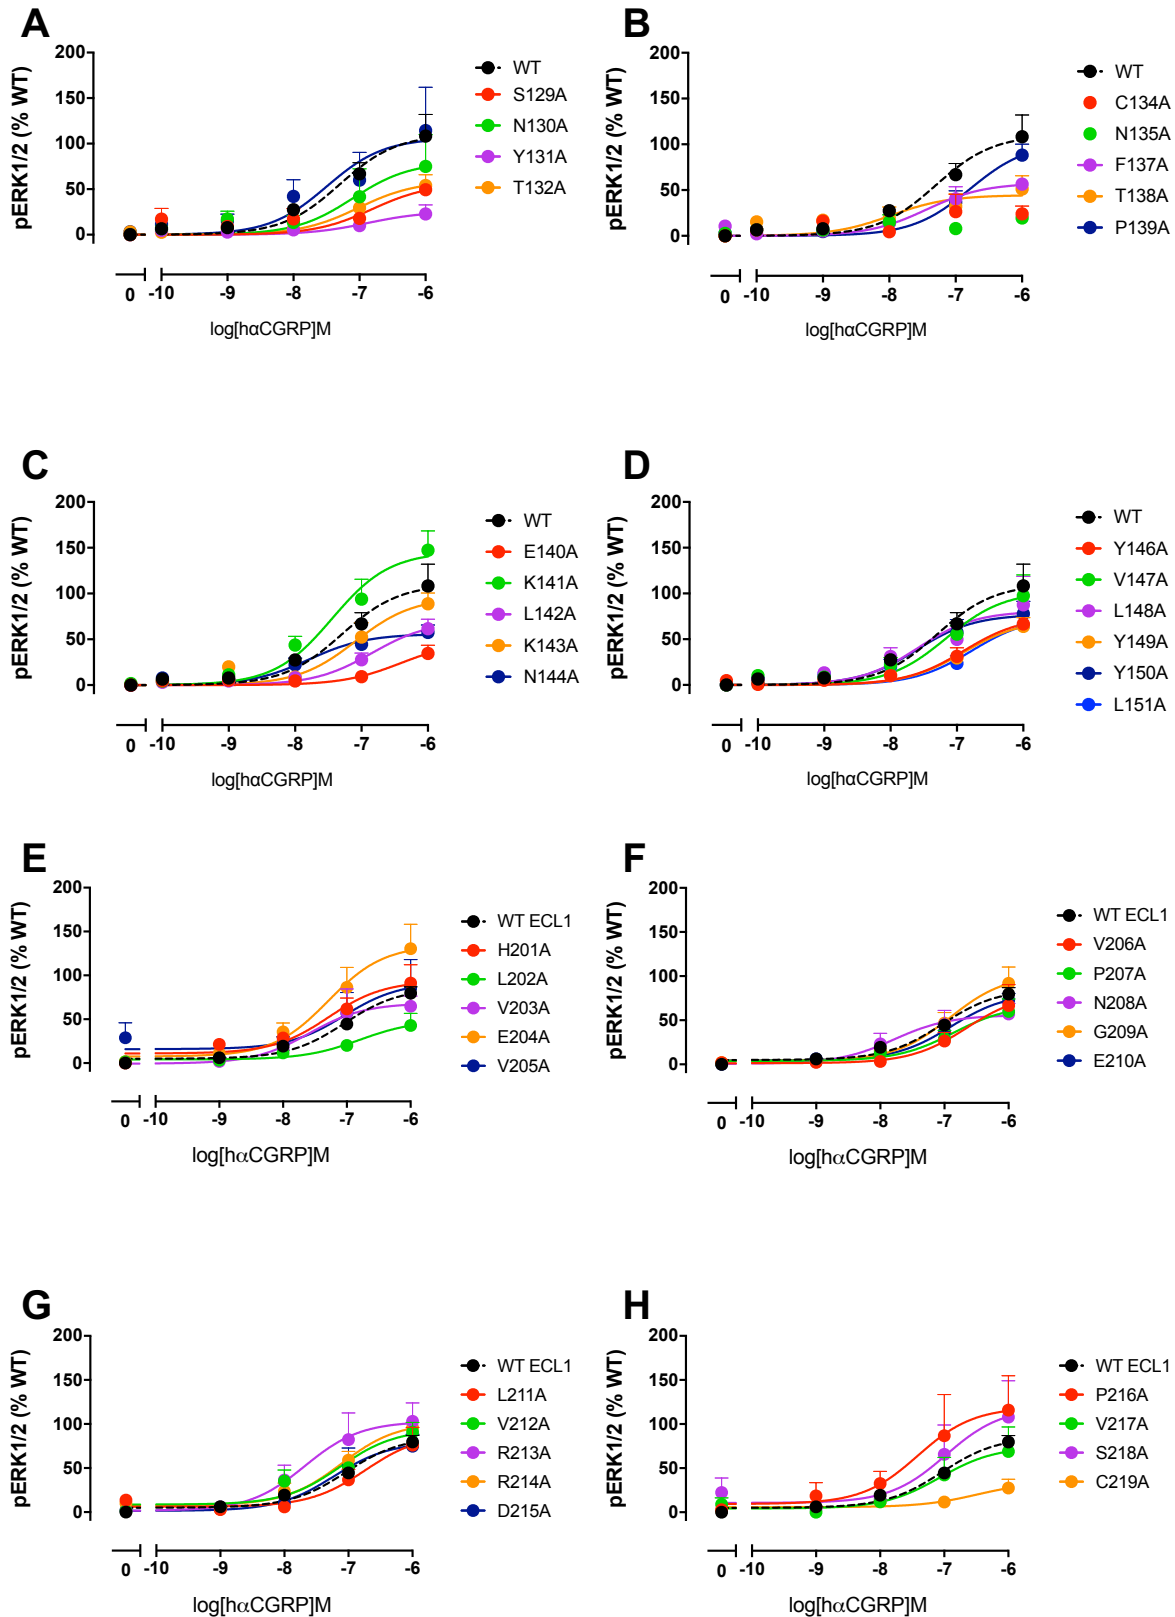 A
pERK1/2 (% WT)
200
150
100
50
0
0
-10
-9
-8
-7
-6
log[hαCGRP]M
WT
S129A
N130A
Y131A
T132A
B
pERK1/2 (% WT)
200
150
100
50
0
0
-10
-9
-8
-7
-6
log[hαCGRP]M
WT
C134A
N135A
F137A
T138A
P139A
C
pERK1/2 (% WT)
200
150
100
50
0
0
-10
-9
-8
-7
-6
log[hαCGRP]M
WT
E140A
K141A
L142A
K143A
N144A
D
pERK1/2 (% WT)
200
150
100
50
0
0
-10
-9
-8
-7
-6
log[hαCGRP]M
WT
Y146A
V147A
L148A
Y149A
Y150A
L151A
E
pERK1/2 (% WT)
200
150
100
50
0
0
-10
-9
-8
-7
-6
log[hαCGRP]M
WT ECL1
H201A
L202A
V203A
E204A
V205A
F
pERK1/2 (% WT)
200
150
100
50
0
0
-10
-9
-8
-7
-6
log[hαCGRP]M
WT ECL1
V206A
P207A
N208A
G209A
E210A
G
pERK1/2 (% WT)
200
150
100
50
0
0
-10
-9
-8
-7
-6
log[hαCGRP]M
WT ECL1
L211A
V212A
R213A
R214A
D215A
H
pERK1/2 (% WT)
200
150
100
50
0
0
-10
-9
-8
-7
-6
log[hαCGRP]M
WT ECL1
P216A
V217A
S218A
C219A